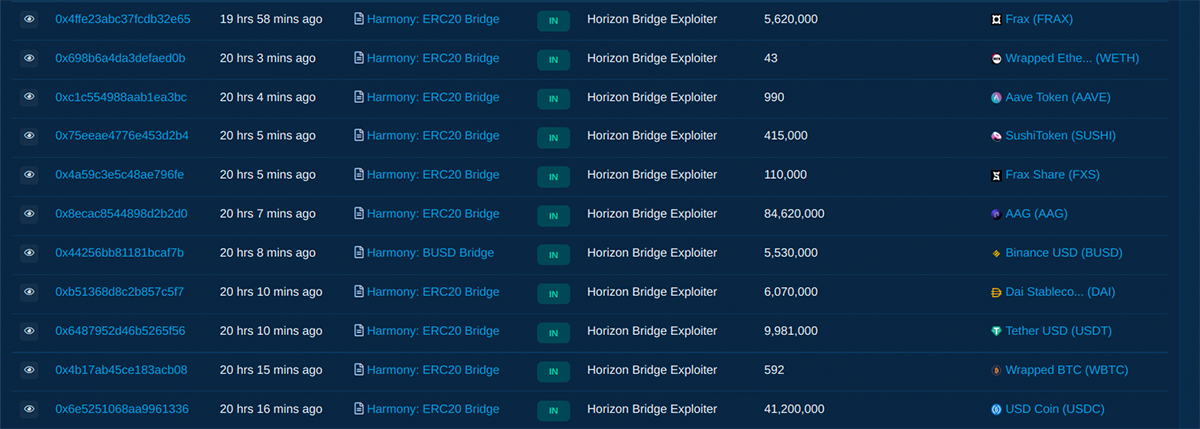 0x4ffe23abc37fcdb32e65 19 hrs 58 mins ago Harmony: ERC20 Bridge IN Horizon Bridge Exploiter 5,620,000 Frax (FRAX)
0x698b6a4da3defaed0b 20 hrs 3 mins ago Harmony: ERC20 Bridge IN Horizon Bridge Exploiter 43 Wrapped Ethe... (WETH)
0xc1c554988aab1ea3bc 20 hrs 4 mins ago Harmony: ERC20 Bridge IN Horizon Bridge Exploiter 990 Aave Token (AAVE)
0x75eeae4776e453d2b4 20 hrs 5 mins ago Harmony: ERC20 Bridge IN Horizon Bridge Exploiter 415,000 SushiToken (SUSHI)
0x4a59c3e5c48ae796fe 20 hrs 5 mins ago Harmony: ERC20 Bridge IN Horizon Bridge Exploiter 110,000 Frax Share (FXS)
0x8ecac8544898d2b2d0 20 hrs 7 mins ago Harmony: ERC20 Bridge IN Horizon Bridge Exploiter 84,620,000 AAG (AAG)
0x44256bb81181bcaf7b 20 hrs 8 mins ago Harmony: BUSD Bridge IN Horizon Bridge Exploiter 5,530,000 Binance USD (BUSD)
0xb51368d8c2b857c5f7 20 hrs 10 mins ago Harmony: ERC20 Bridge IN Horizon Bridge Exploiter 6,070,000 Dai Stableco... (DAI)
0x6487952d46b5265f56 20 hrs 10 mins ago Harmony: ERC20 Bridge IN Horizon Bridge Exploiter 9,981,000 Tether USD (USDT)
0x4b17ab45ce183acb08 20 hrs 15 mins ago Harmony: ERC20 Bridge IN Horizon Bridge Exploiter 592 Wrapped BTC (WBTC)
0x6e5251068aa9961336 20 hrs 16 mins ago Harmony: ERC20 Bridge IN Horizon Bridge Exploiter 41,200,000 USD Coin (USDC)